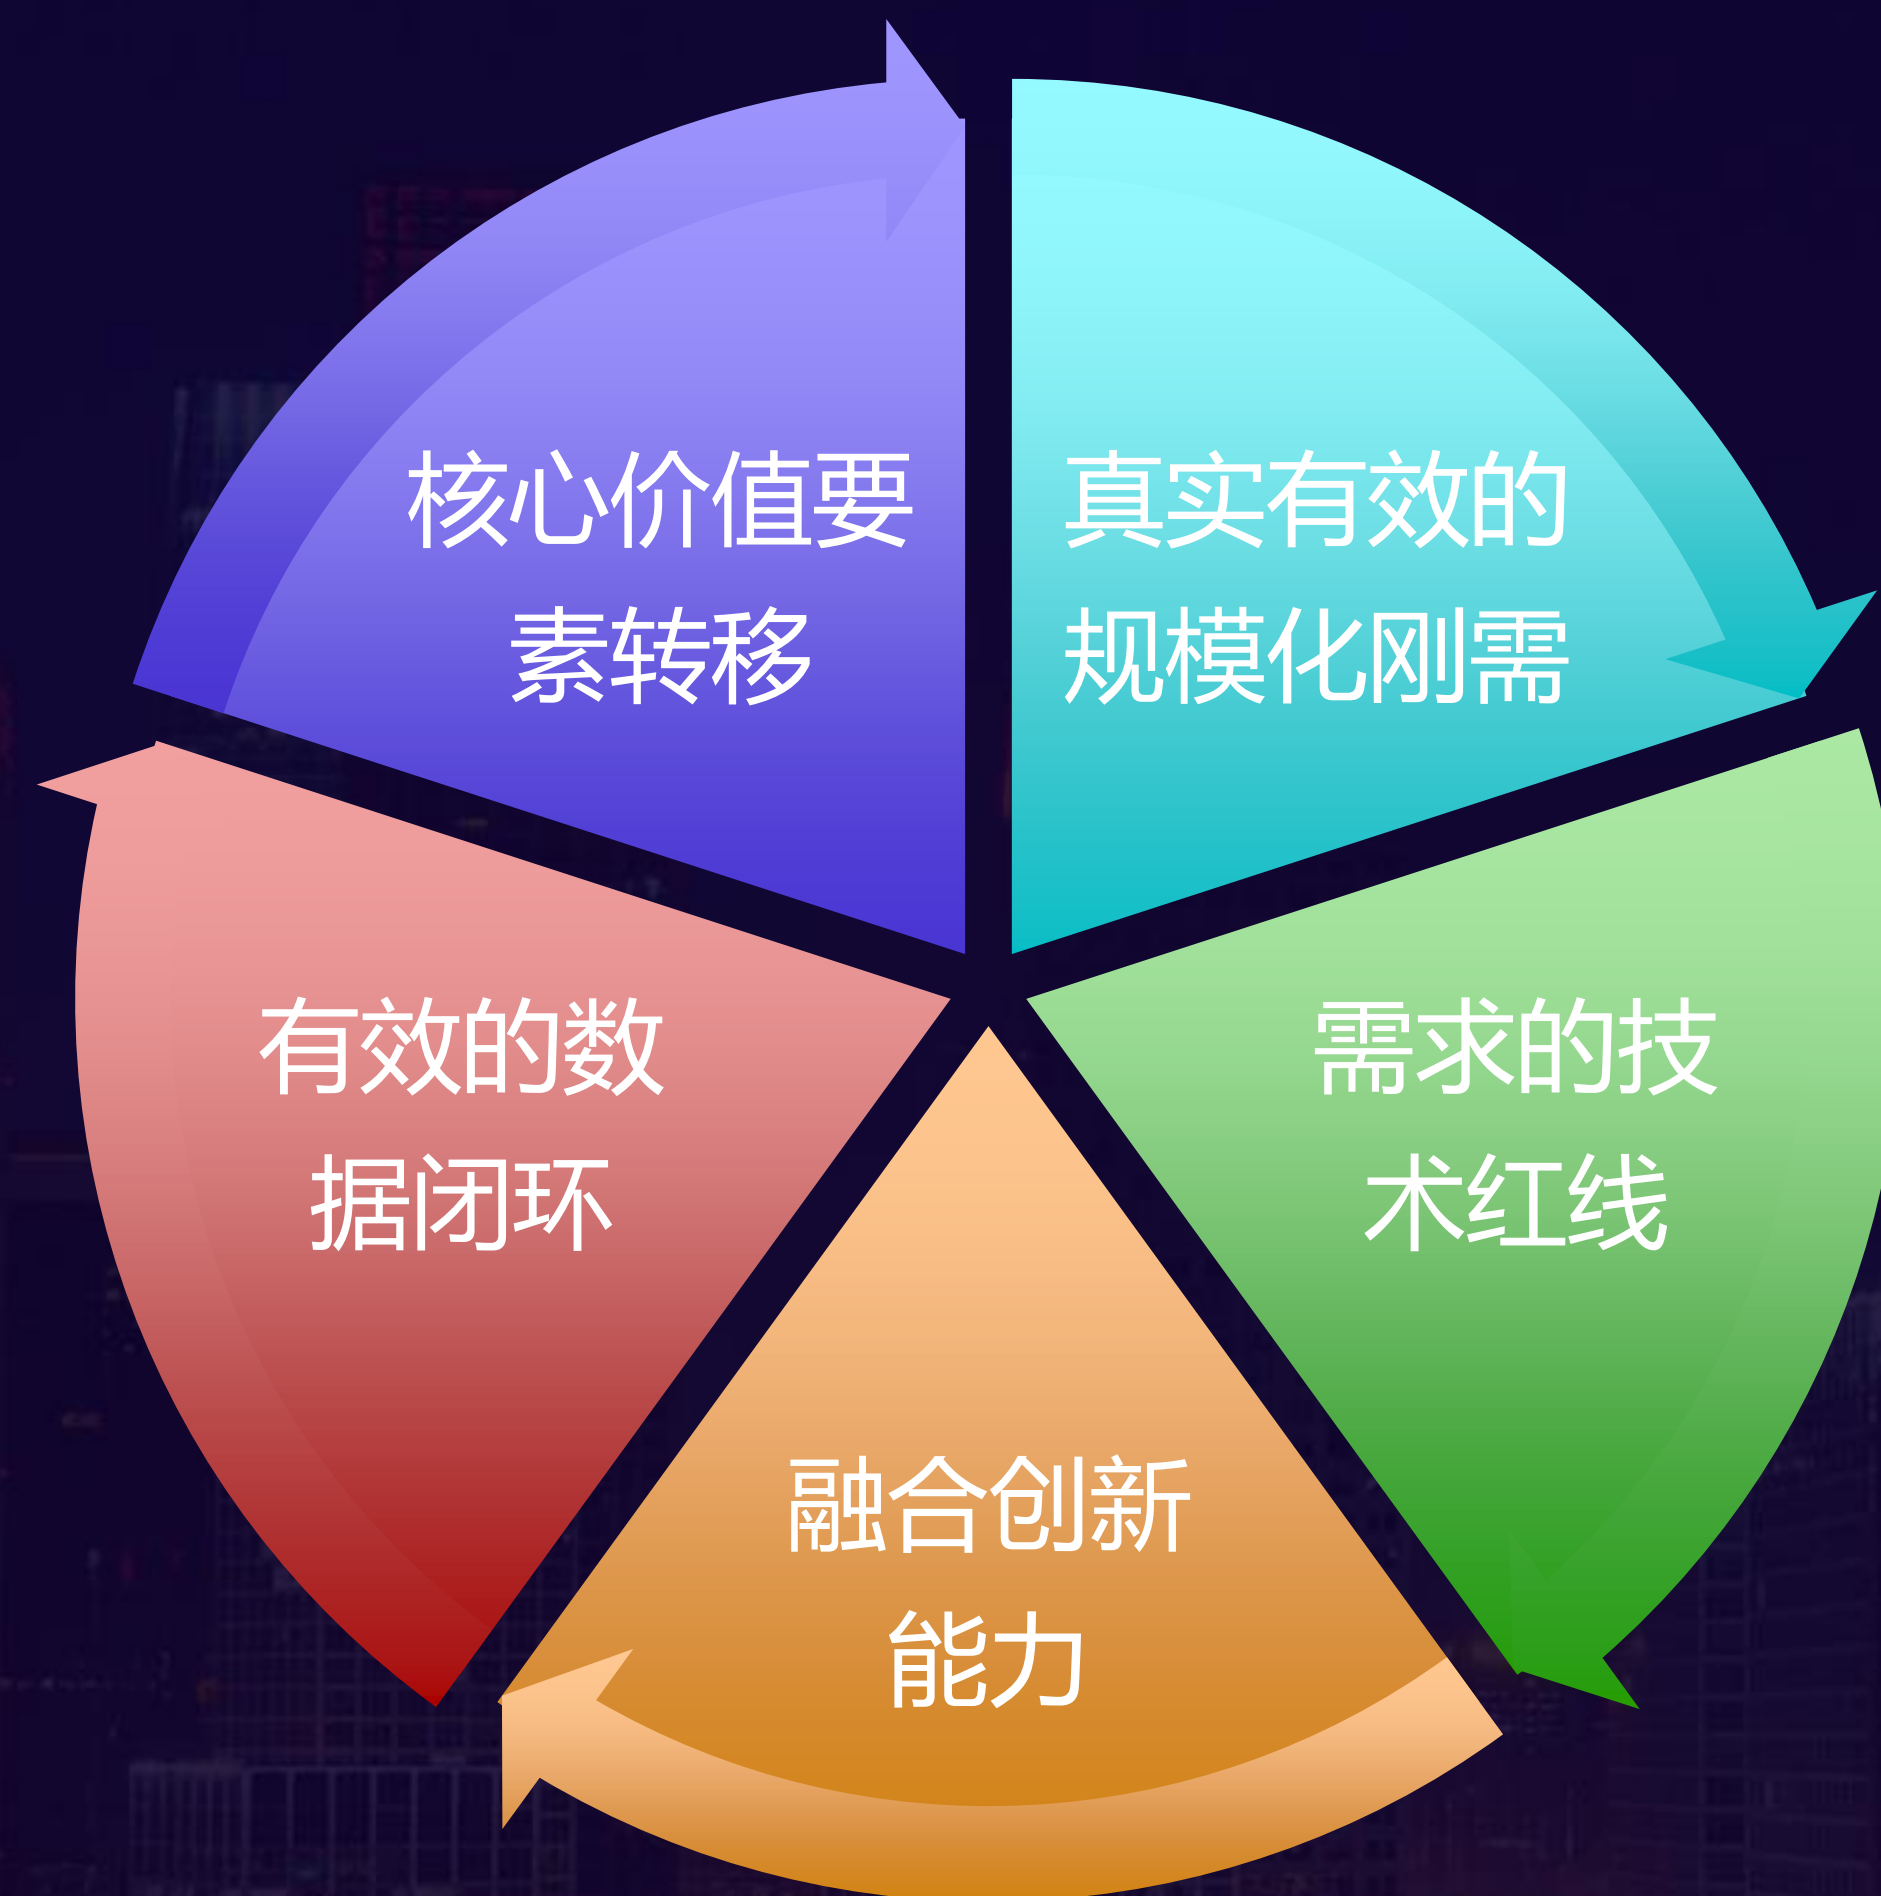 核心价值要
素转移
真实有效的
规模化刚需
需求的技
术红线
融合创新
能力
有效的数
据闭环